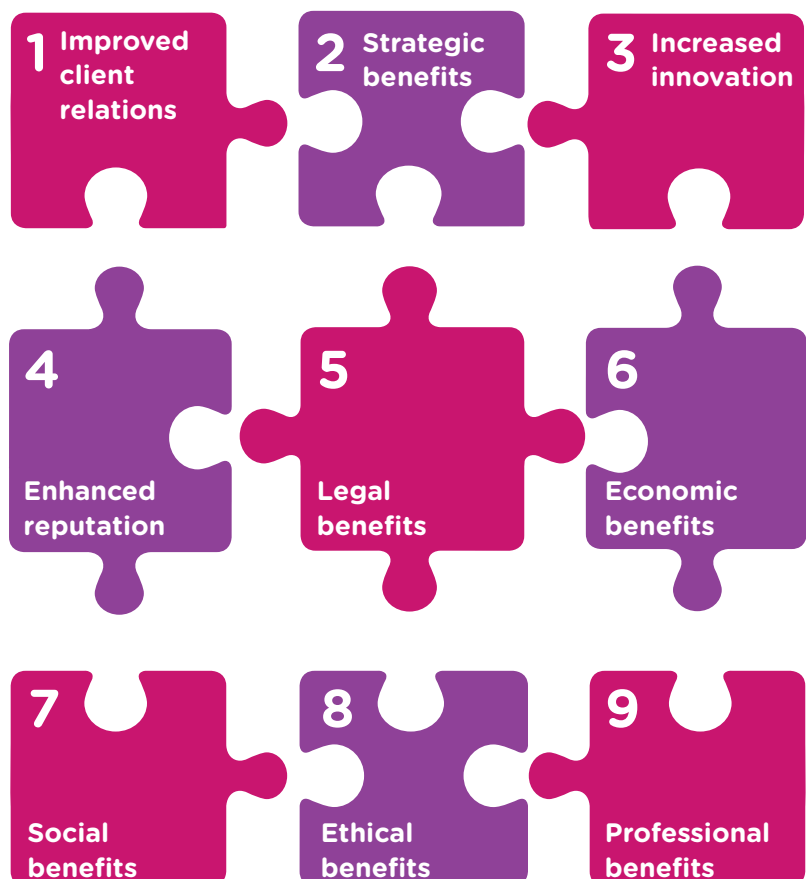 1 Improved
client
relations
2 Strategic
benefits
3 Increased
innovation
4
Enhanced
reputation
5
Legal
benefits
6
Economic
benefits
7
Social
benefits
8
Ethical
benefits
9
Professional
benefits